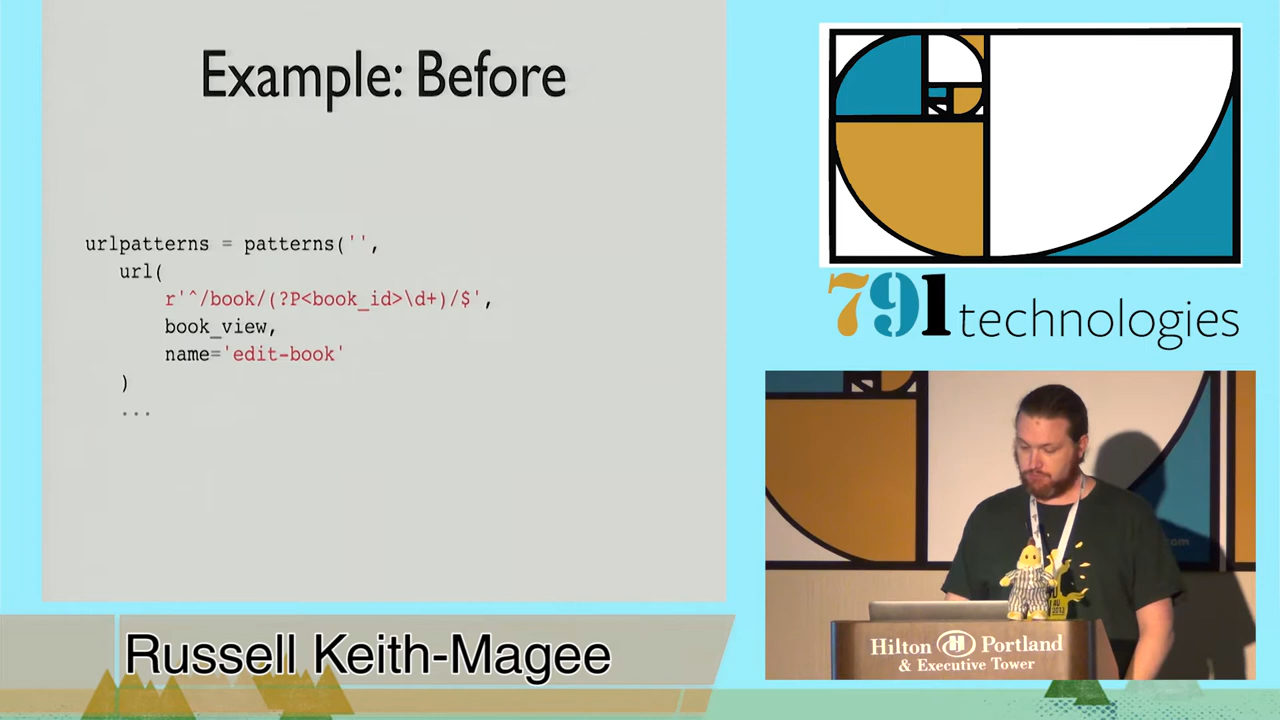 Example: Before
urlpatterns = patterns('',
url(
r'^/book/(?P<book_id>\d+)/$',
book_view,
name='edit-book'
)
...
791 technologies
Hilton Portland
& Executive Tower
Russell Keith-Magee